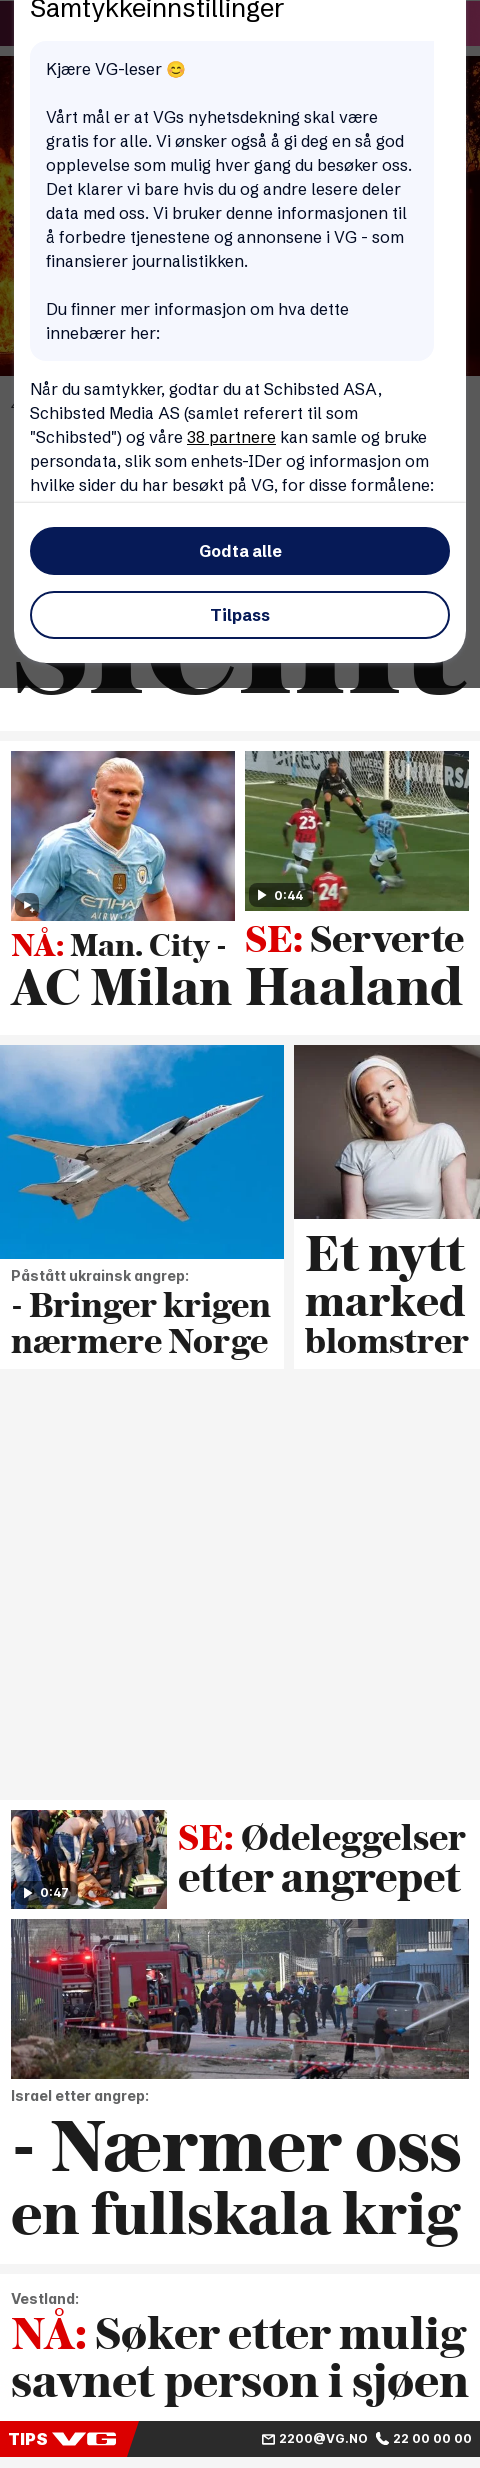 Samtykkeinnstillinger
Kjære VG-leser 😊
Vårt mål er at VGs nyhetsdekning skal være
gratis for alle. Vi ønsker også å gi deg en så god
opplevelse som mulig hver gang du besøker oss.
Det klarer vi bare hvis du og andre lesere deler
data med oss. Vi bruker denne informasjonen til
å forbedre tjenestene og annonsene i VG - som
finansierer journalistikken.
Du finner mer informasjon om hva dette
innebærer her:
Når du samtykker, godtar du at Schibsted ASA,
Schibsted Media AS (samlet referert til som
"Schibsted") og våre 38 partnere kan samle og bruke
persondata, slik som enhets-IDer og informasjon om
hvilke sider du har besøkt på VG, for disse formålene:
Godta alle
Tilpass
ETIHAD
AIRWAYS
UNIVERSA
23
52
24
0:44
NÅ: Man. City -
AC Milan
SE: Serverte
Haaland
Påstått ukrainsk angrep:
- Bringer krigen
nærmere Norge
Et nytt
marked
blomstrer
0:47
SE: Ødeleggelser
etter angrepet
Israel etter angrep:
- Nærmer oss
en fullskala krig
Vestland:
NÅ: Søker etter mulig
savnet person i sjøen
TIPS VG 2200@VG.NO 22 00 00 00